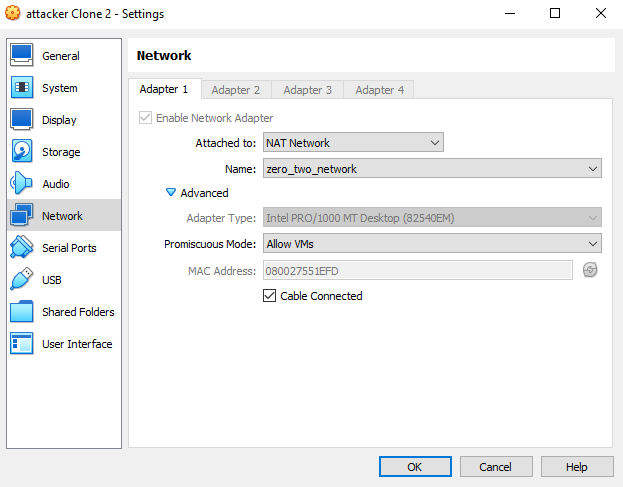 attacker Clone 2 - Settings
General
System
Display
Storage
Audio
Network
Serial Ports
USB
Shared Folders
User Interface
Network
Adapter 1 Adapter 2 Adapter 3 Adapter 4
Enable Network Adapter
Attached to: NAT Network
Name: zero_two_network
Advanced
Adapter Type: Intel PRO/1000 MT Desktop (82540EM)
Promiscuous Mode: Allow VMs
MAC Address: 080027551EFD
Cable Connected
OK Cancel Help